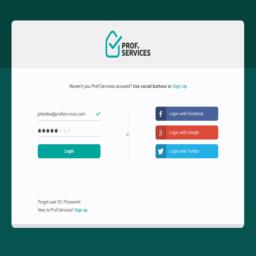 PROF.
SERVICES
Haven't you Prof.Services account? Use social buttons or Sign Up
johndoe@profservices.com
Login with Facebook
Login with Google
or
Login
Login with Twitter
Forgot user ID / Password
New to Prof.Services? Sign up